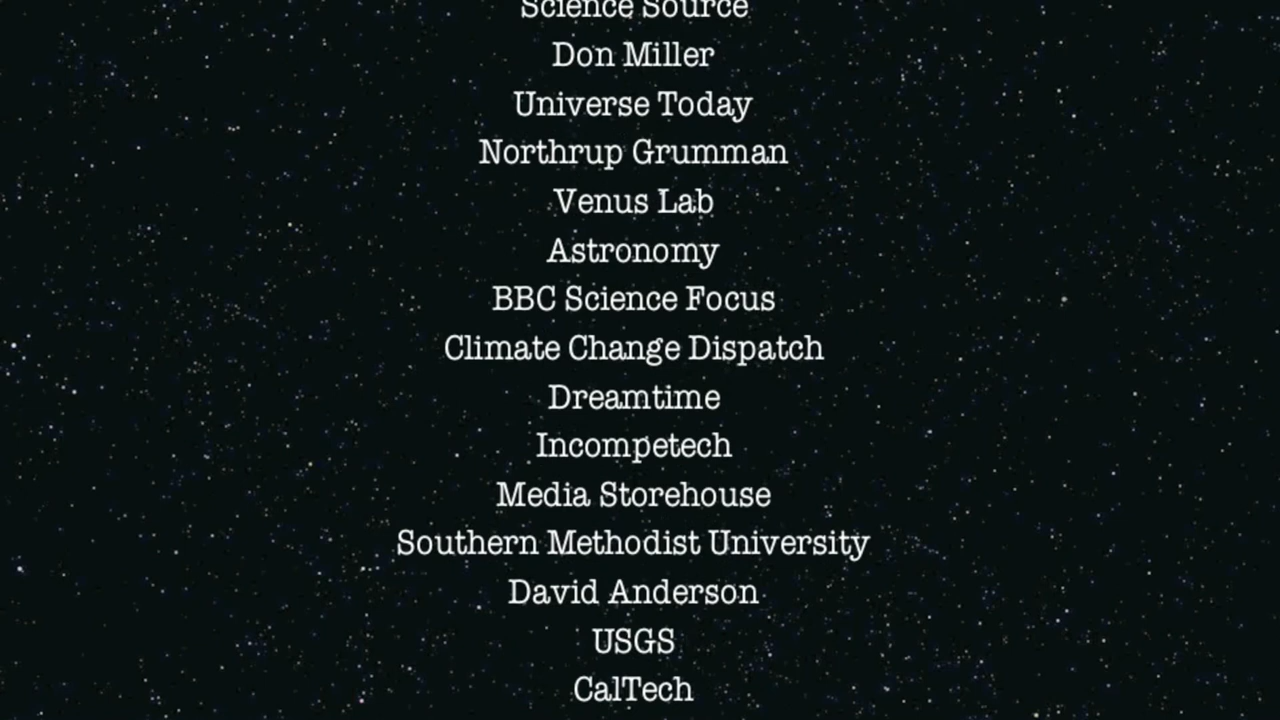 Science Source
Don Miller
Universe Today
Northrup Grumman
Venus Lab
Astronomy
BBC Science Focus
Climate Change Dispatch
Dreamtime
Incompetech
Media Storehouse
Southern Methodist University
David Anderson
USGS
CalTech